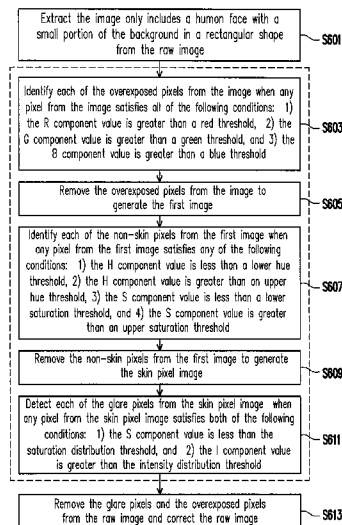 Extract the image only includes a human face with a
small portion of the background in a rectangular shape
from the raw image
S601
Identify each of the overexposed pixels from the image when any
pixel from the image satisfies all of the following conditions: 1)
the R component value is greater than a red threshold, 2) the
G component value is greater than a green threshold, and 3) the
8 component value is greater than a blue threshold
S603
Remove the overexposed pixels from the image to
generate the first image
S605
Identify each of the non-skin pixels from the first image when
any pixel from the first image satisfies any of the following
conditions: 1) the H component value is less than a lower hue
threshold, 2) the H component value is greater than an upper
hue threshold, 3) the S component value is less than a lower
saturation threshold, and 4) the S component value is greater
than an upper saturation threshold
S607
Remove the non-skin pixels from the first image to generate
the skin pixel image
S609
Detect each of the glare pixels from the skin pixel image when
any pixel from the skin pixel image satisfies both of the following
conditions: 1) the S component value is less than the
saturation distribution threshold, and 2) the I component value
is greater than the intensity distribution threshold
S611
Remove the glare pixels and the overexposed pixels
from the raw image and correct the raw image
S613